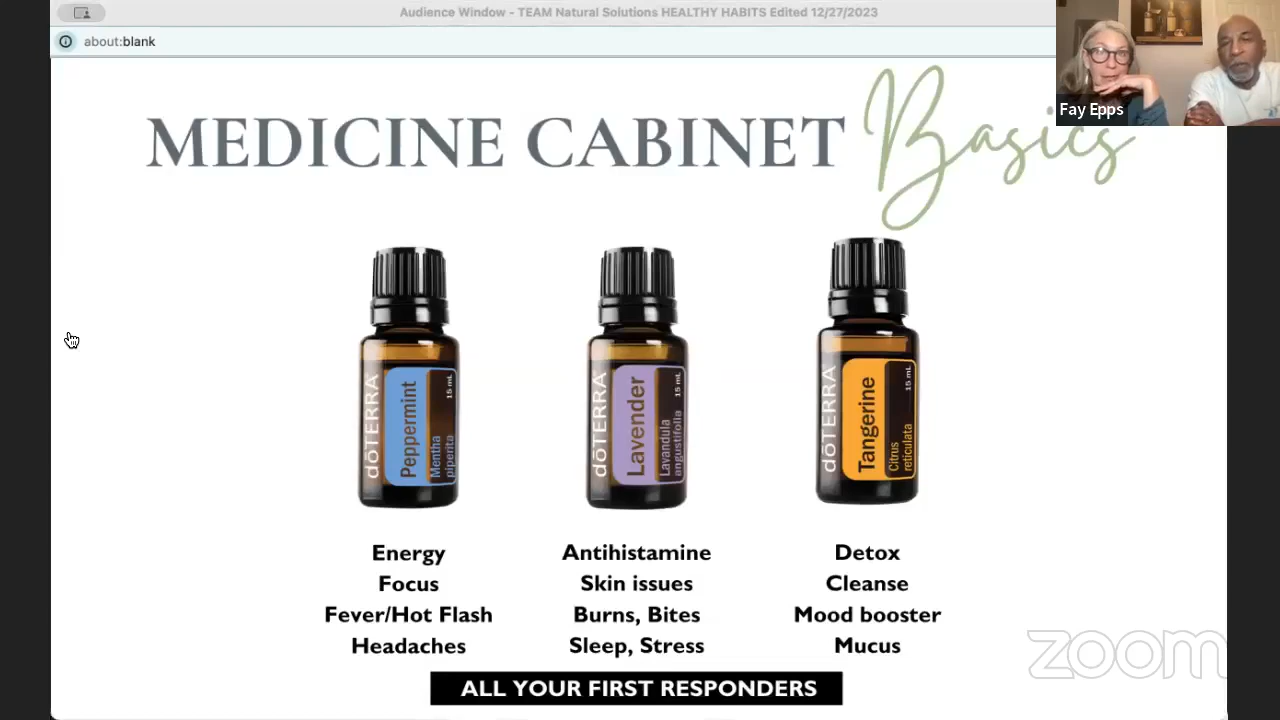 Audience Window - TEAM Natural Solutions HEALTHY HABITS Edited 12/27/2023
about:blank
Fay Epps
MEDICINE CABINET Basics
dōTERRA
Peppermint
Mentha
piperita
15 mL
dōTERRA
Lavender
Lavandula
angustifolia
15 mL
dōTERRA
Tangerine
Citrus
reticulata
15 mL
Energy
Focus
Fever/Hot Flash
Headaches
Antihistamine
Skin issues
Burns, Bites
Sleep, Stress
Detox
Cleanse
Mood booster
Mucus
ALL YOUR FIRST RESPONDERS
zoom